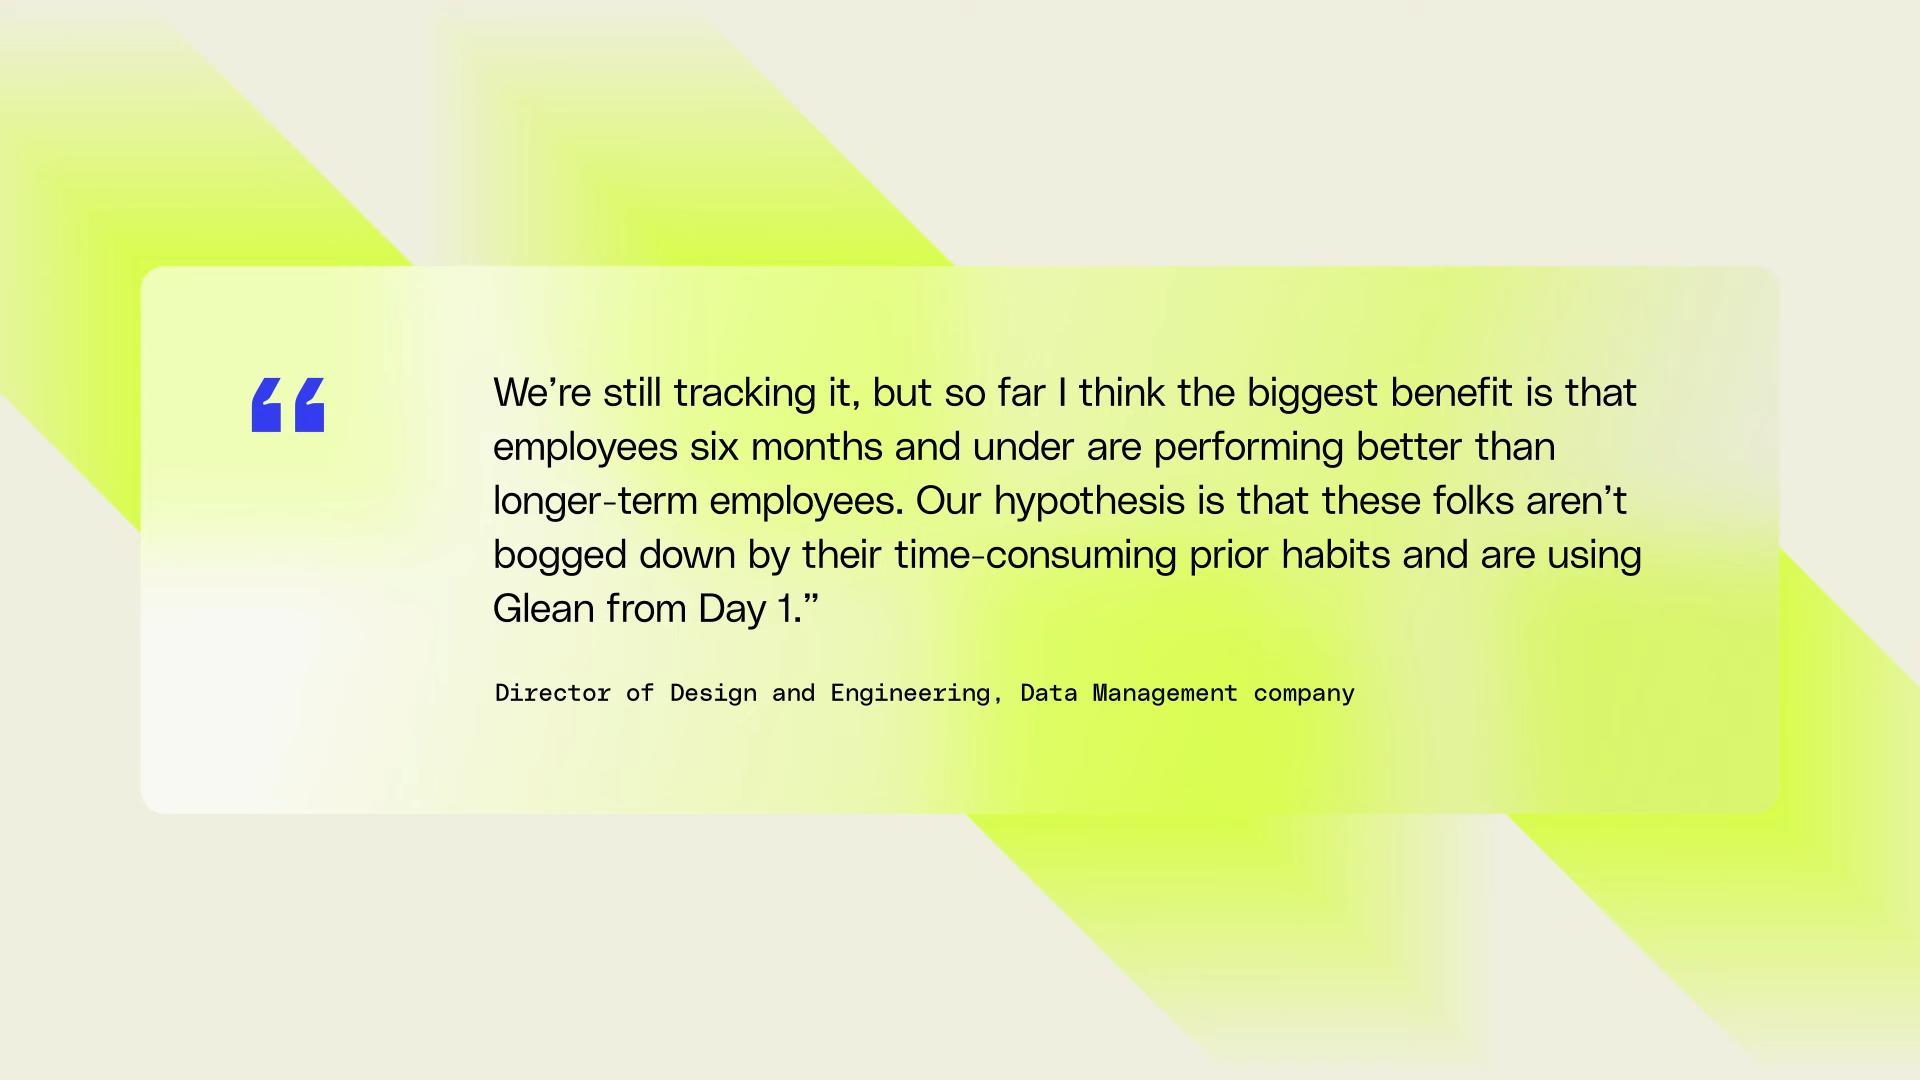 “
We’re still tracking it, but so far I think the biggest benefit is that
employees six months and under are performing better than
longer-term employees. Our hypothesis is that these folks aren’t
bogged down by their time-consuming prior habits and are using
Glean from Day 1.”
Director of Design and Engineering, Data Management company